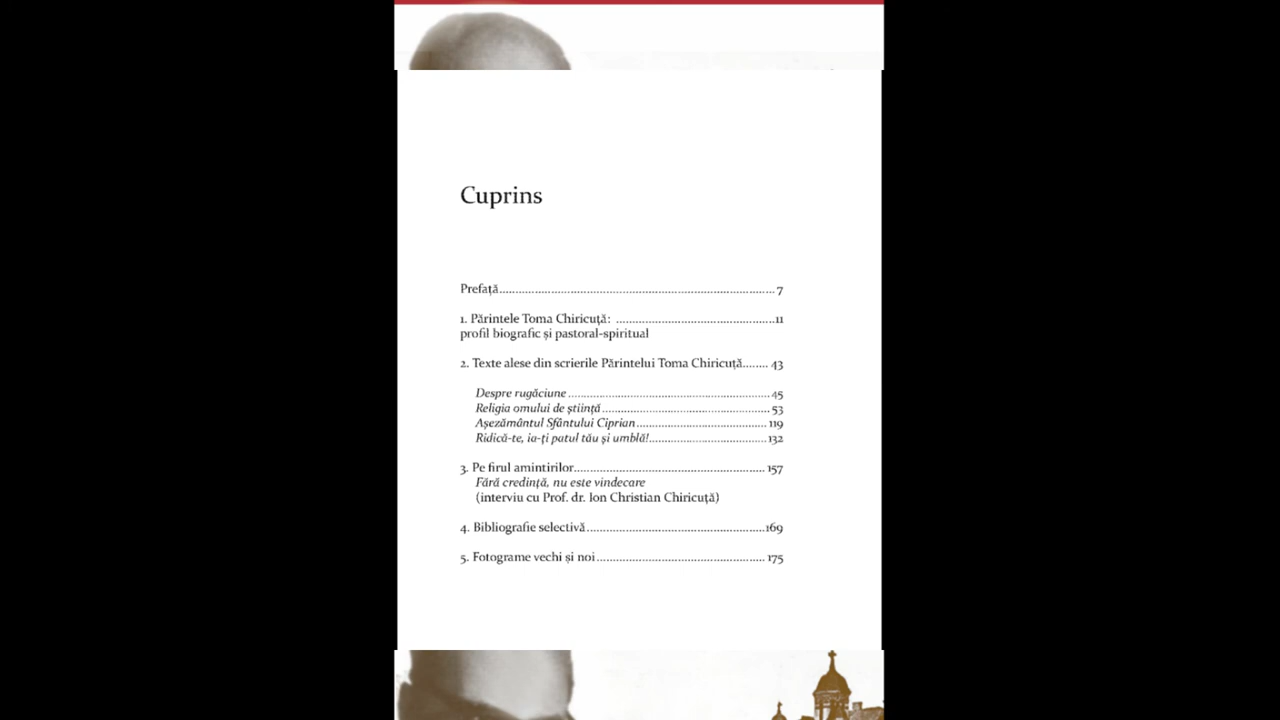 Cuprins
Prefață........................................................................................7
1. Părintele Toma Chiricuță: ..................................................11
profil biografic și pastoral-spiritual
2. Texte alese din scrierile Părintelui Toma Chiricuță........ 43
Despre rugăciune................................................................45
Religia omului de știință.....................................................53
Așezământul Sfântului Ciprian.........................................119
Ridică-te, ia-ți patul tău și umblă!.....................................132
3. Pe firul amintirilor............................................................ 157
Fără credință, nu este vindecare
(interviu cu Prof. dr. Ion Christian Chiricuță)
4. Bibliografie selectivă.........................................................169
5. Fotograme vechi și noi..................................................... 175